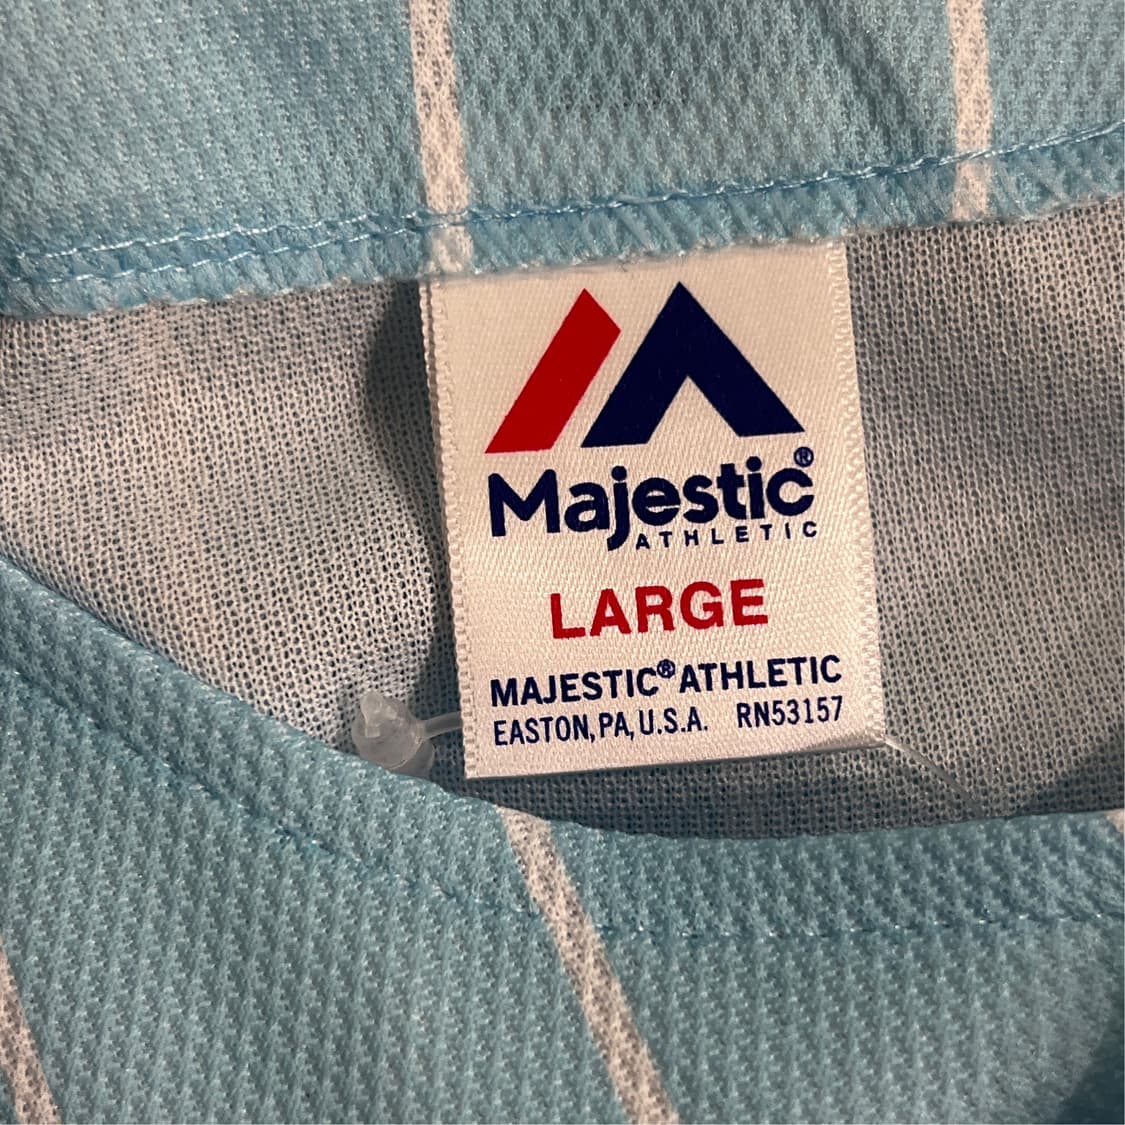 Majestic®
ATHLETIC
LARGE
MAJESTIC® ATHLETIC
EASTON, PA, U.S.A. RN53157